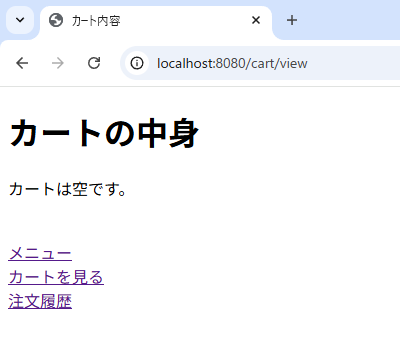 カート内容
localhost:8080/cart/view
カートの中身
カートは空です。
メニュー
カートを見る
注文履歴